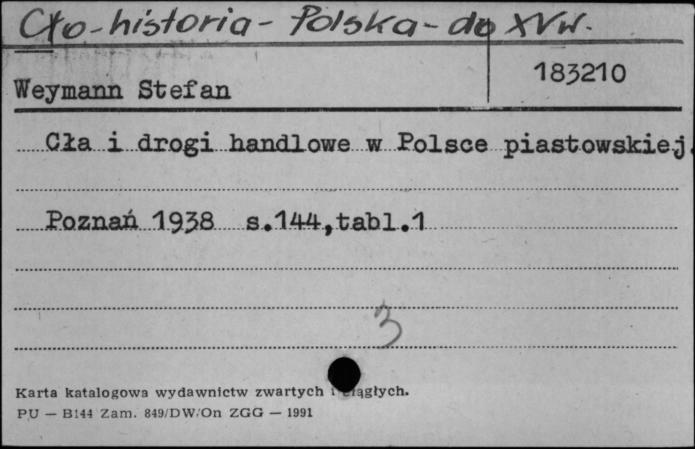 Cło - historia - Polska - do XV w.
183210
Weymann Stefan
Cła i drogi handlowe w Polsce piastowskiej.
Poznań 1938 s.144,tabl.1
3
Karta katalogowa wydawnictw zwartych i ciągłych.
PU — B144 Zam. 849/DW/On ZGG — 1991